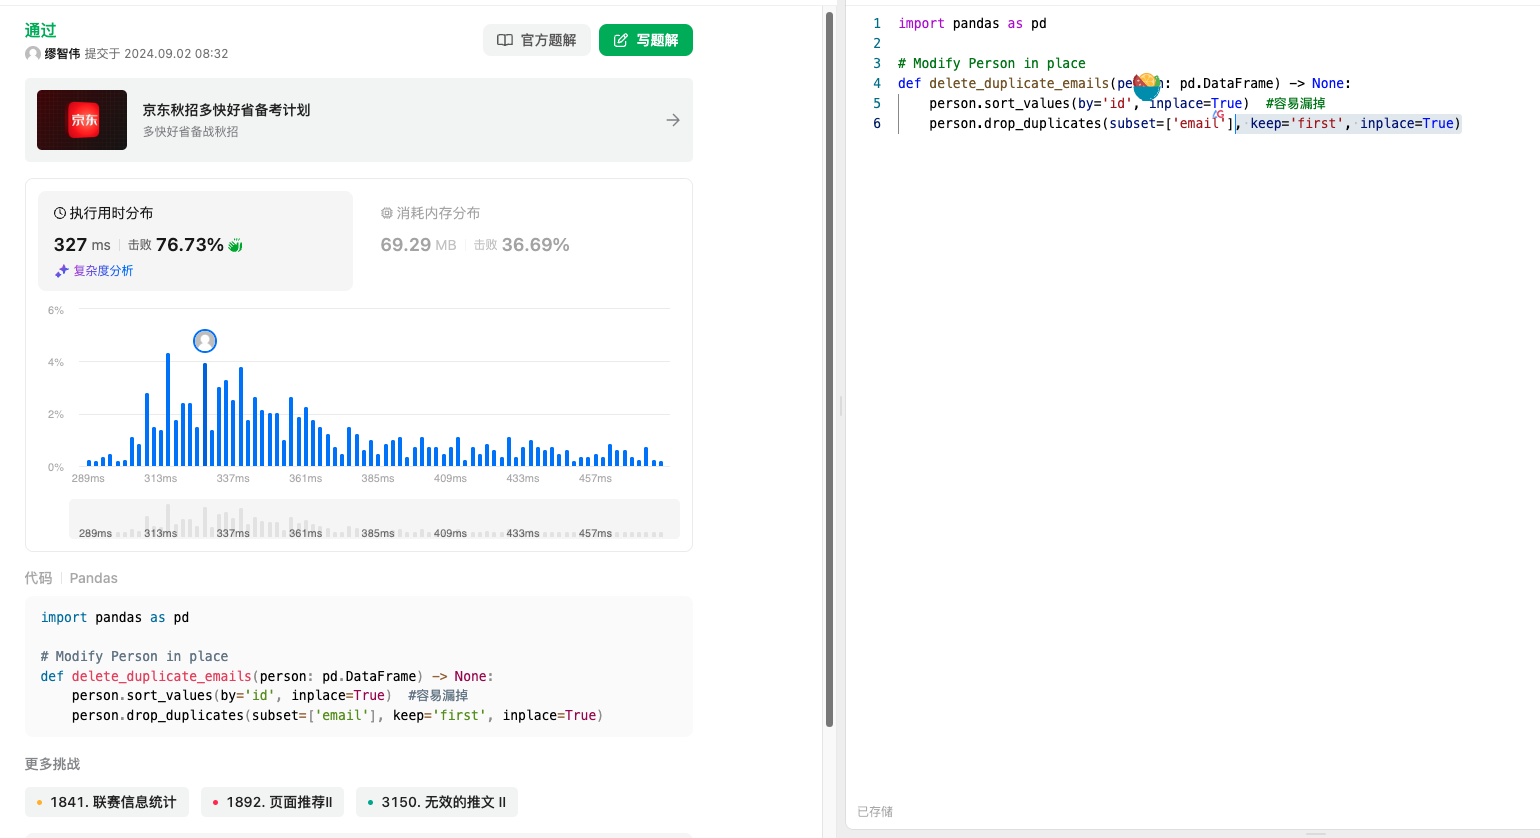 通过
缪智伟 提交于 2024.09.02 08:32
官方题解
写题解
京东
京东秋招多快好省备考计划
多快好省备战秋招
执行用时分布
327 ms 击败 76.73%
复杂度分析
消耗内存分布
69.29 MB 击败 36.69%
6%
4%
2%
0%
289ms 313ms 337ms 361ms 385ms 409ms 433ms 457ms
289ms 313ms 337ms 361ms 385ms 409ms 433ms 457ms
代码 Pandas
import pandas as pd
# Modify Person in place
def delete_duplicate_emails(person: pd.DataFrame) -> None:
person.sort_values(by='id', inplace=True) #容易漏掉
person.drop_duplicates(subset=['email'], keep='first', inplace=True)
更多挑战
1841. 联赛信息统计
1892. 页面推荐II
3150. 无效的推文 II
1 import pandas as pd
2
3 # Modify Person in place
4 def delete_duplicate_emails(person: pd.DataFrame) -> None:
5 person.sort_values(by='id', inplace=True) #容易漏掉
6 person.drop_duplicates(subset=['email'], keep='first', inplace=True)
已存储